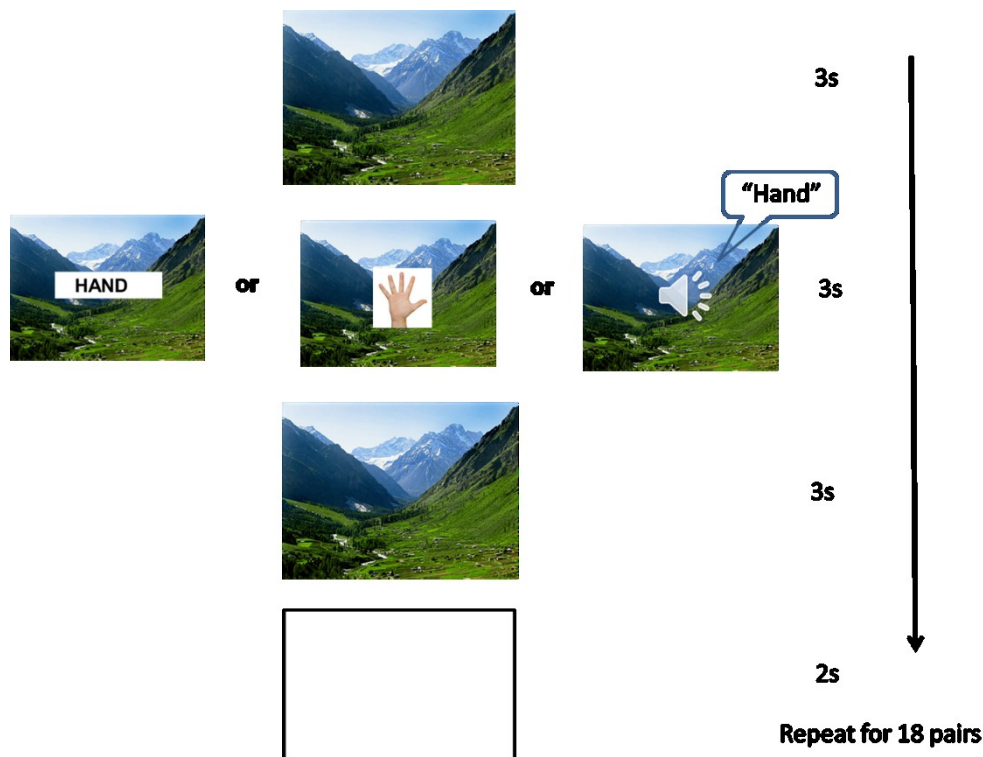 3s
“Hand”
HAND
or
or
3s
3s
2s
Repeat for 18 pairs